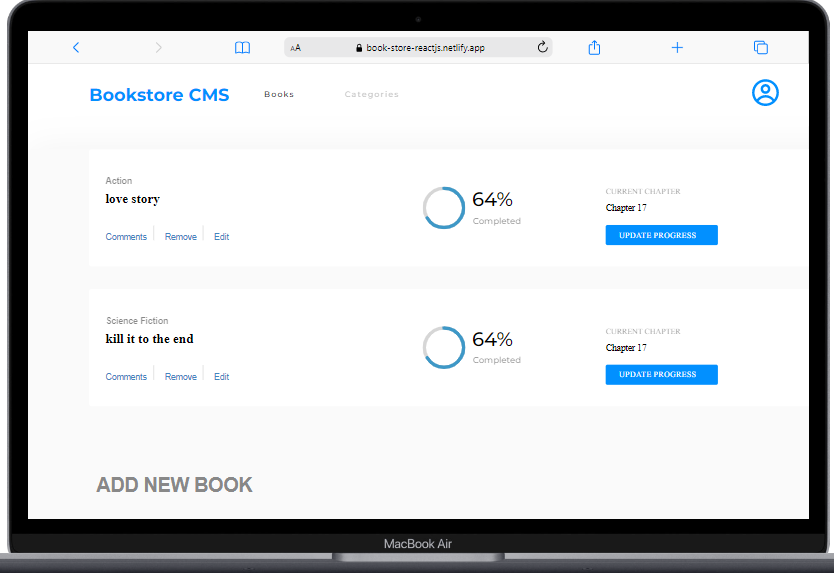 AA book-store-reactjs.netlify.app
Bookstore CMS Books Categories
Action
love story
Comments Remove Edit
64%
Completed
CURRENT CHAPTER
Chapter 17
UPDATE PROGRESS
Science Fiction
kill it to the end
Comments Remove Edit
64%
Completed
CURRENT CHAPTER
Chapter 17
UPDATE PROGRESS
ADD NEW BOOK
MacBook Air